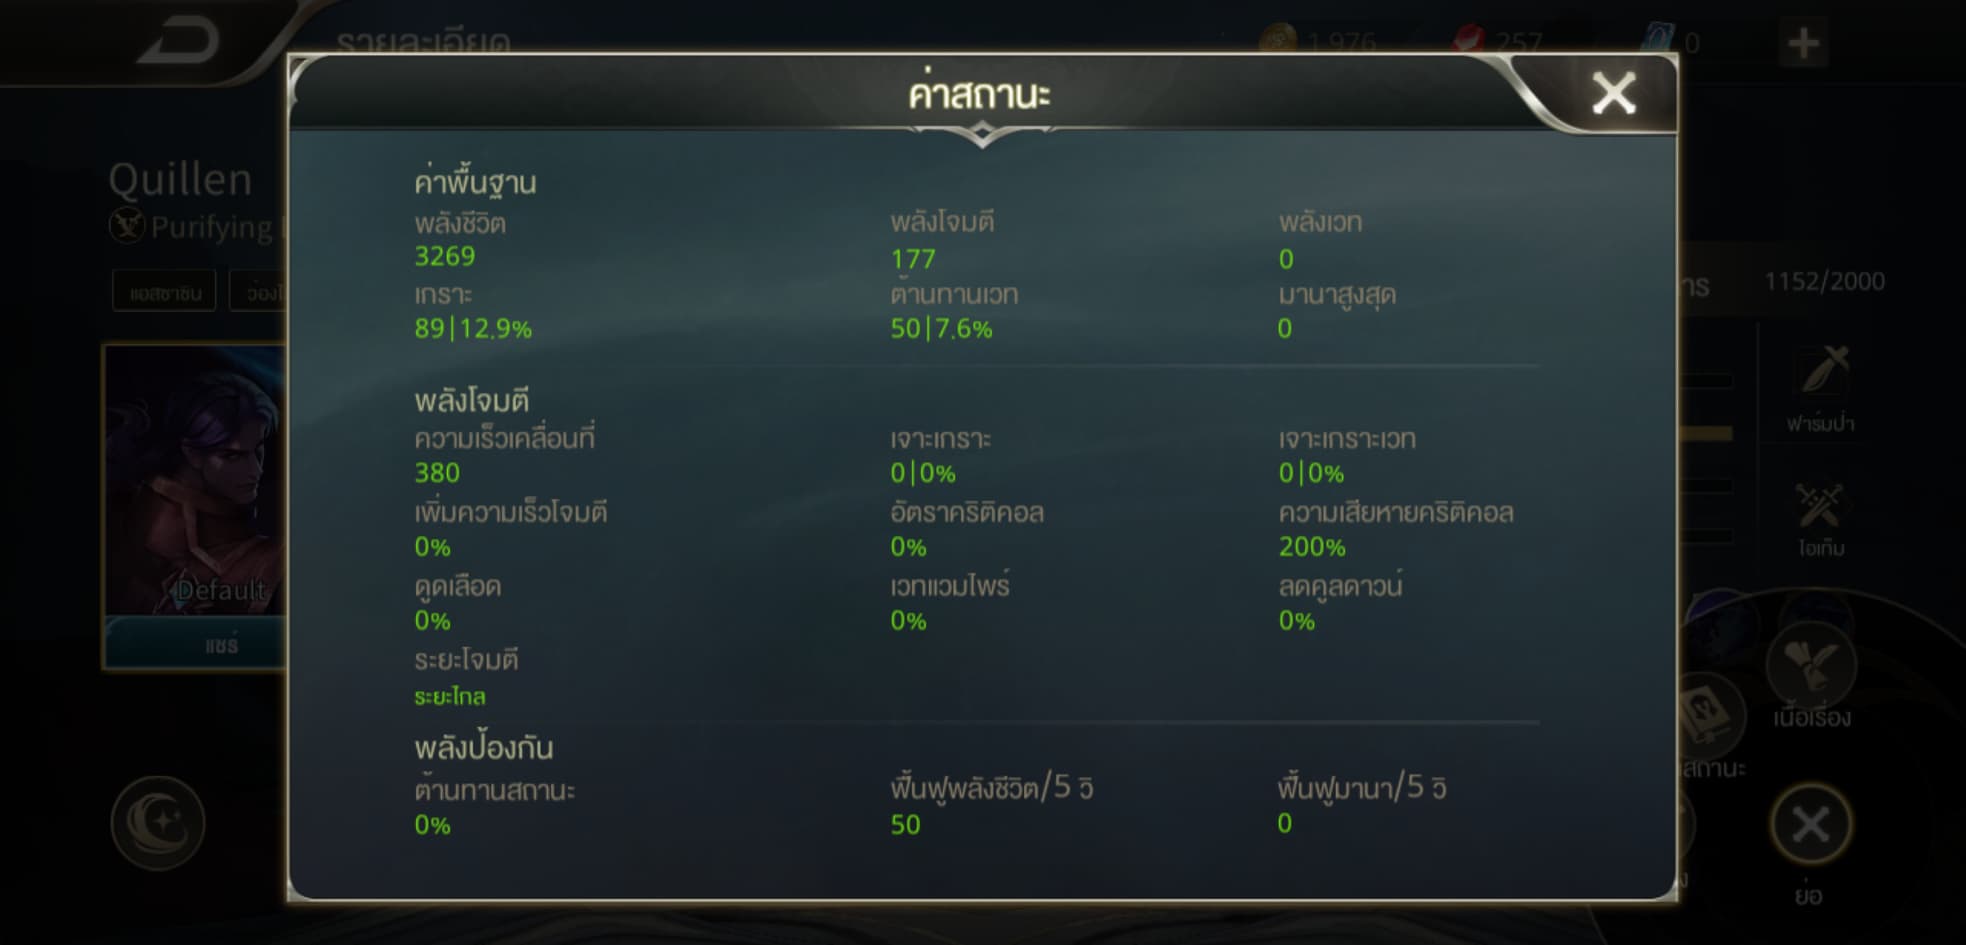 รายละเอียด
1,976
257
0
ค่าสถานะ
Quillen
Purifying
แอสซาซิน
1152/2000
ค่าพื้นฐาน
พลังชีวิต พลังโจมตี พลังเวท
3269 177 0
เกราะ ต้านทานเวท มานาสูงสุด
89|12.9% 50|7.6% 0
พลังโจมตี
ความเร็วเคลื่อนที่ เจาะเกราะ เจาะเกราะเวท
380 0|0% 0|0%
เพิ่มความเร็วโจมตี อัตราคริติคอล ความเสียหายคริติคอล
0% 0% 200%
ดูดเลือด เวทแวมไพร์ ลดคูลดาวน์
0% 0% 0%
ระยะโจมตี
ระยะไกล
พลังป้องกัน
ต้านทานสถานะ ฟื้นฟูพลังชีวิต/5 วิ ฟื้นฟูมานา/5 วิ
0% 50 0
Default
แชร์
ฟาร์มป่า
ไอเท็ม
เนื้อเรื่อง
สถานะ
ย่อ